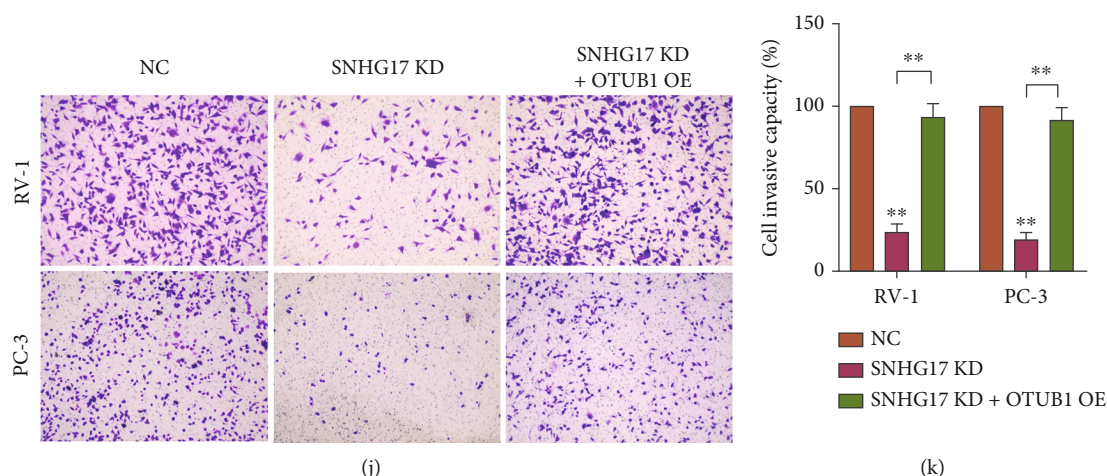 NC
SNHG17 KD
SNHG17 KD
+ OTUB1 OE
RV-1
PC-3
(j)
Cell invasive capacity (%)
150
100
50
0
**
**
**
**
RV-1
PC-3
NC
SNHG17 KD
SNHG17 KD + OTUB1 OE
(k)